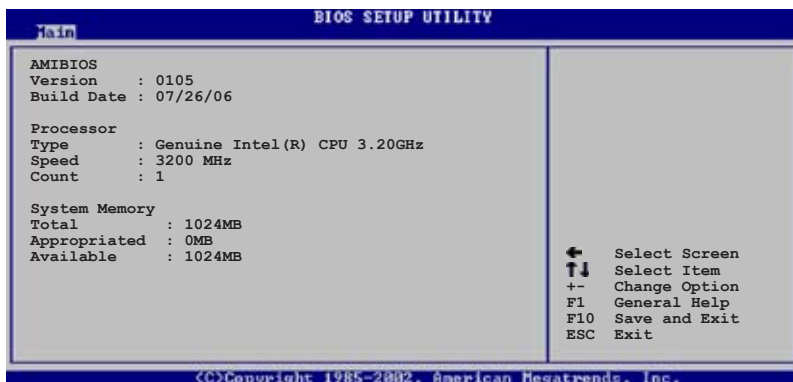 BIOS SETUP UTILITY
Main
AMIBIOS
Version : 0105
Build Date : 07/26/06
Processor
Type : Genuine Intel(R) CPU 3.20GHz
Speed : 3200 MHz
Count : 1
System Memory
Total : 1024MB
Appropriated : 0MB
Available : 1024MB
← Select Screen
↑↓ Select Item
+- Change Option
F1 General Help
F10 Save and Exit
ESC Exit
(C)Copyright 1985-2002, American Megatrends, Inc.